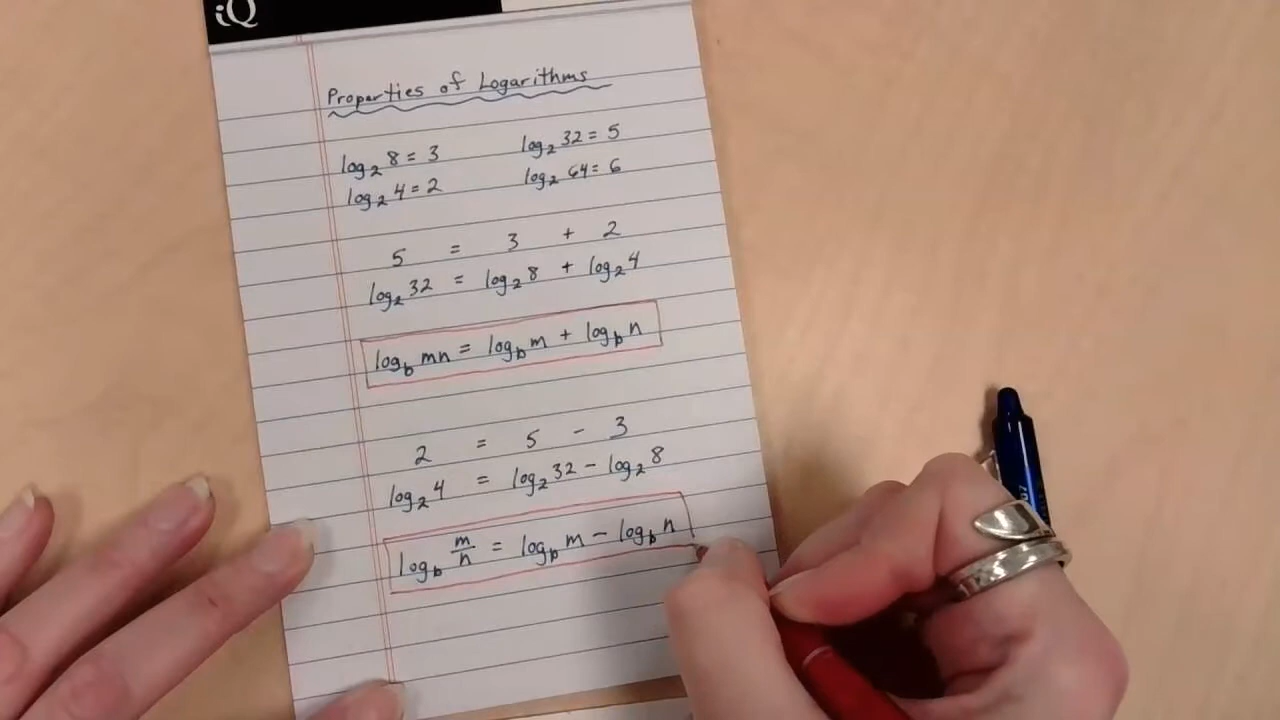 iQ
Properties of Logarithms
log₂ 8 = 3
log₂ 4 = 2
log₂ 32 = 5
log₂ 64 = 6
5 = 3 + 2
log₂ 32 = log₂ 8 + log₂ 4
log_b mn = log_b m + log_b n
2 = 5 - 3
log₂ 4 = log₂ 32 - log₂ 8
log_b m/n = log_b m - log_b n